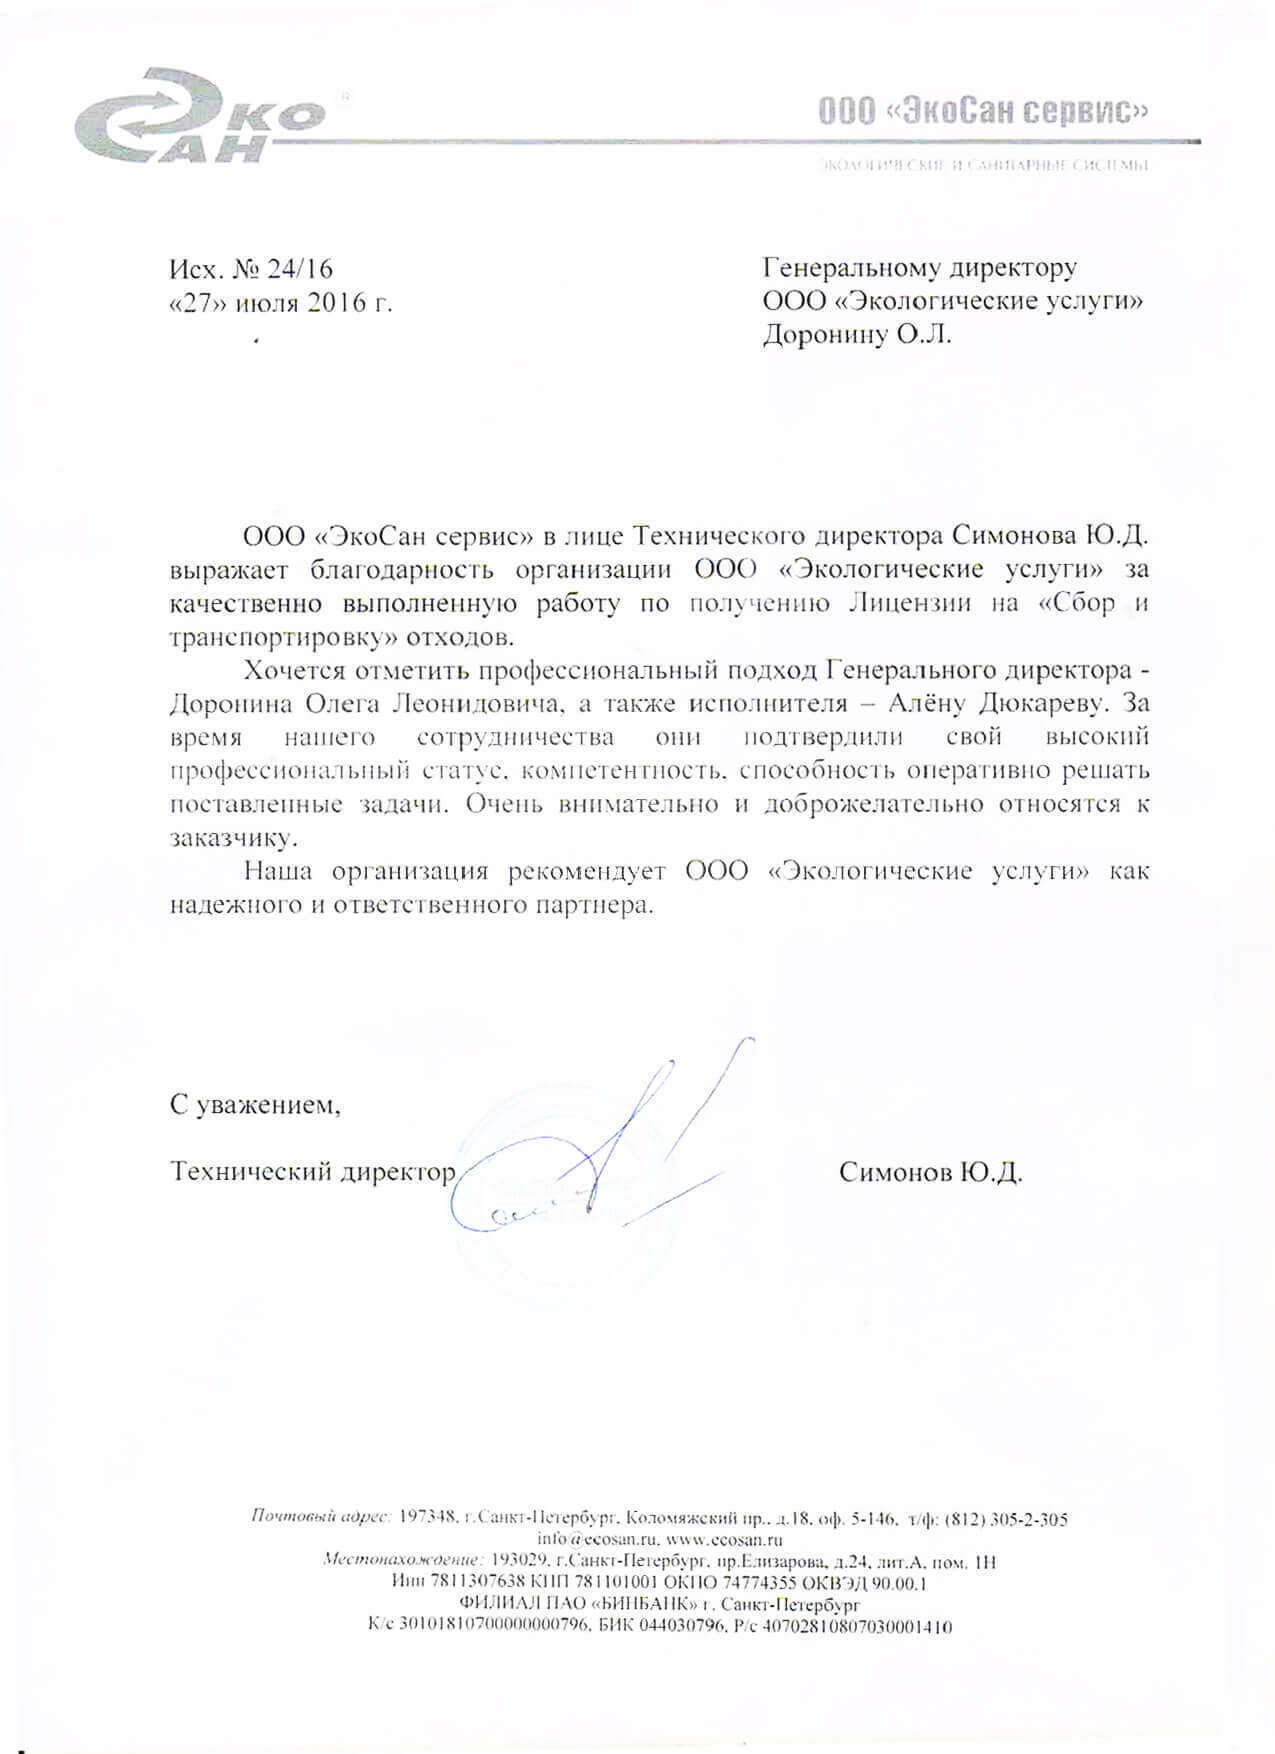 ЭКО
САН
®
ООО «ЭкоСан сервис»
ЭКОЛОГИЧЕСКИЕ И САНИТАРНЫЕ СИСТЕМЫ
Исх. № 24/16
«27» июля 2016 г.
Генеральному директору
ООО «Экологические услуги»
Доронину О.Л.
ООО «ЭкоСан сервис» в лице Технического директора Симонова Ю.Д.
выражает благодарность организации ООО «Экологические услуги» за
качественно выполненную работу по получению Лицензии на «Сбор и
транспортировку» отходов.
Хочется отметить профессиональный подход Генерального директора -
Доронина Олега Леонидовича, а также исполнителя – Алёну Дюкареву. За
время нашего сотрудничества они подтвердили свой высокий
профессиональный статус, компетентность, способность оперативно решать
поставленные задачи. Очень внимательно и доброжелательно относятся к
заказчику.
Наша организация рекомендует ООО «Экологические услуги» как
надежного и ответственного партнера.
С уважением,
Технический директор
Симонов Ю.Д.
Почтовый адрес: 197348, г.Санкт-Петербург, Коломяжский пр., д.18, оф. 5-146, т/ф: (812) 305-2-305
info@ecosan.ru, www.ecosan.ru
Местонахождение: 193029, г.Санкт-Петербург, пр.Елизарова, д.24, лит.А, пом. 1Н
Инн 7811307638 КПП 781101001 ОКПО 74774355 ОКВЭД 90.00.1
ФИЛИАЛ ПАО «БИНБАНК» г. Санкт-Петербург
К/с 30101810700000000796, БИК 044030796, Р/с 40702810807030001410